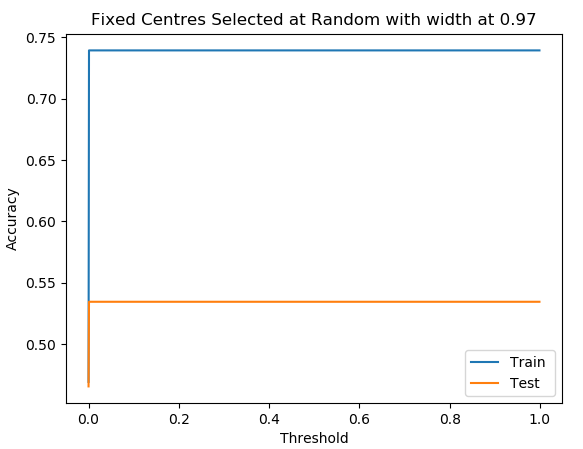 Fixed Centres Selected at Random with width at 0.97
0.75
0.70
0.65
0.60
0.55
0.50
Accuracy
0.0 0.2 0.4 0.6 0.8 1.0
Threshold
Train
Test